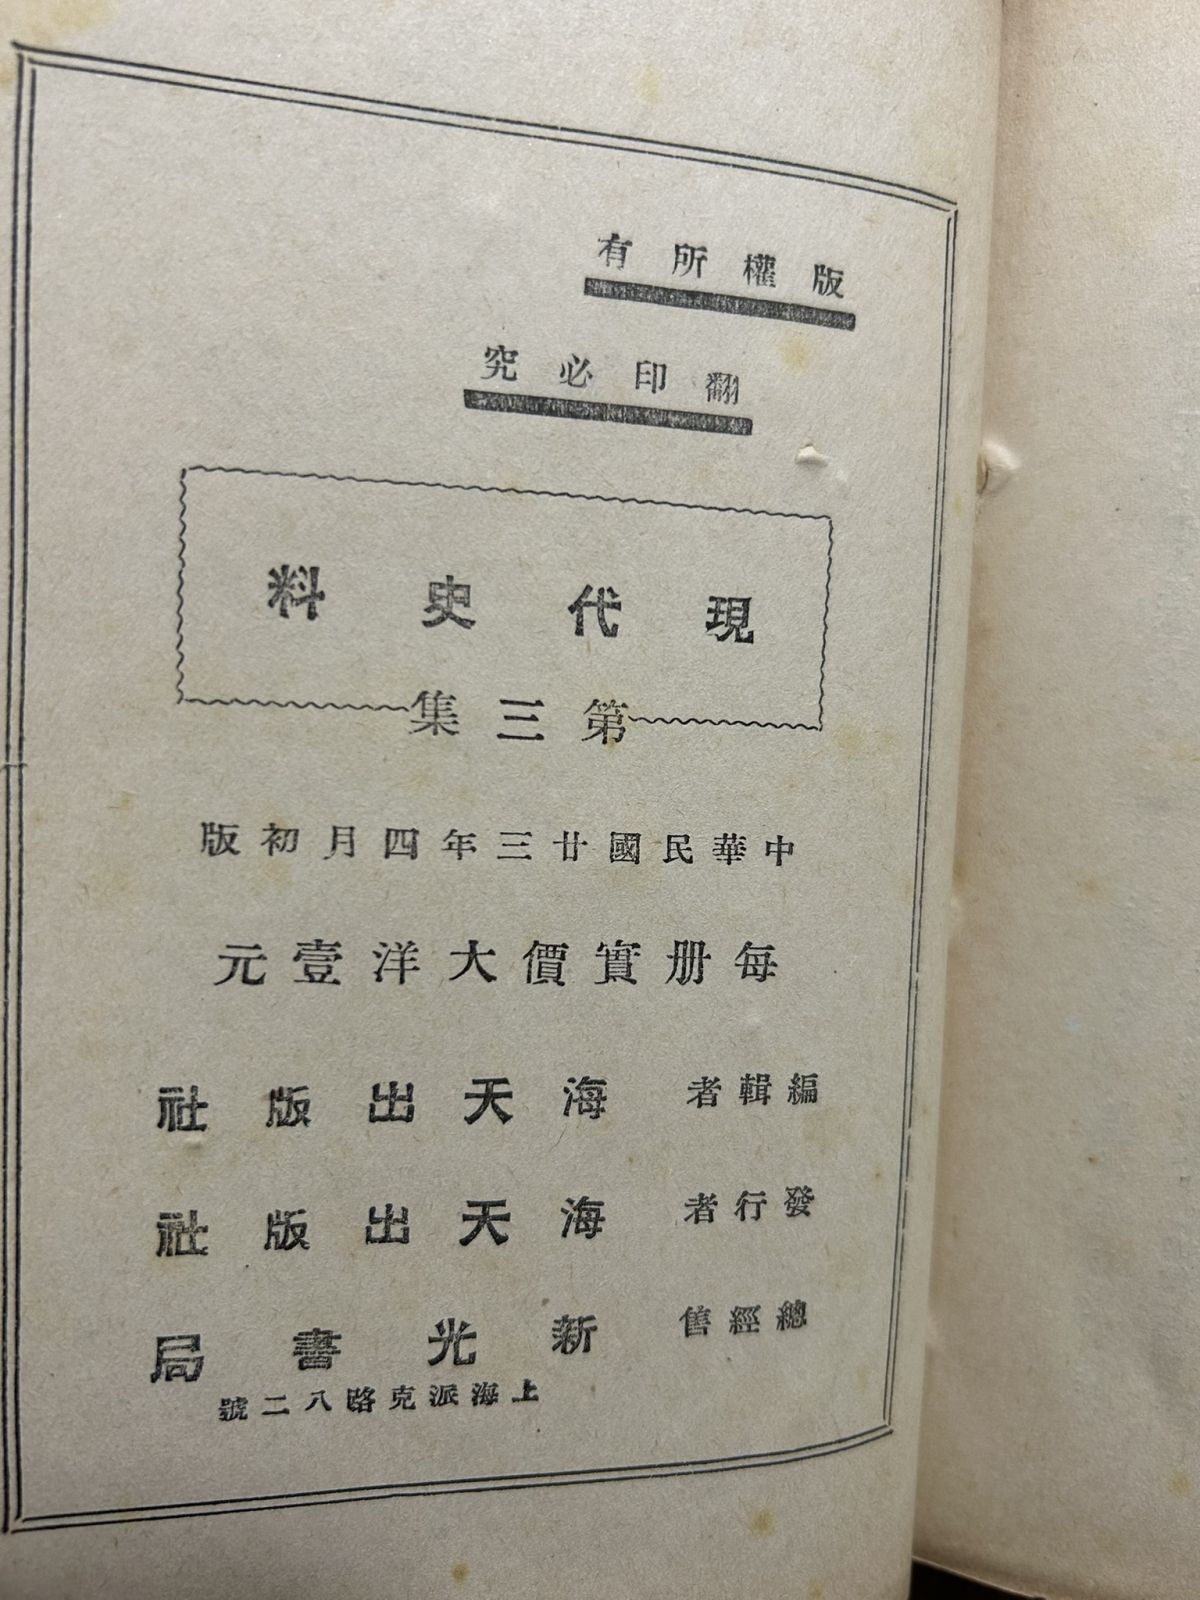 版權所有
翻印必究
現代史料
第三集
中華民國廿三年四月初版
每册實價大洋壹元
編輯者 海天出版社
發行者 海天出版社
總經售 新光書局
上海派克路八二號